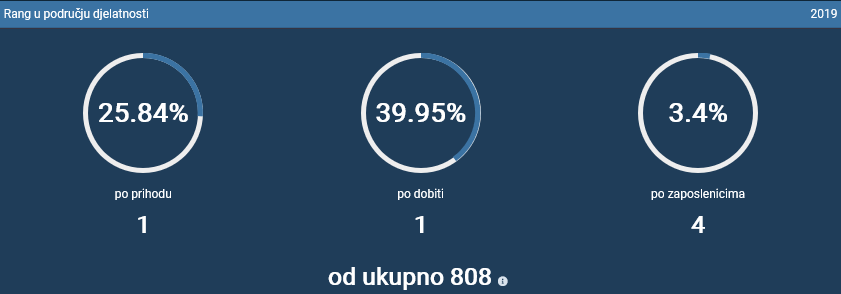 Rang u području djelatnosti 2019
25.84% 39.95% 3.4%
po prihodu po dobiti po zaposlenicima
1 1 4
od ukupno 808